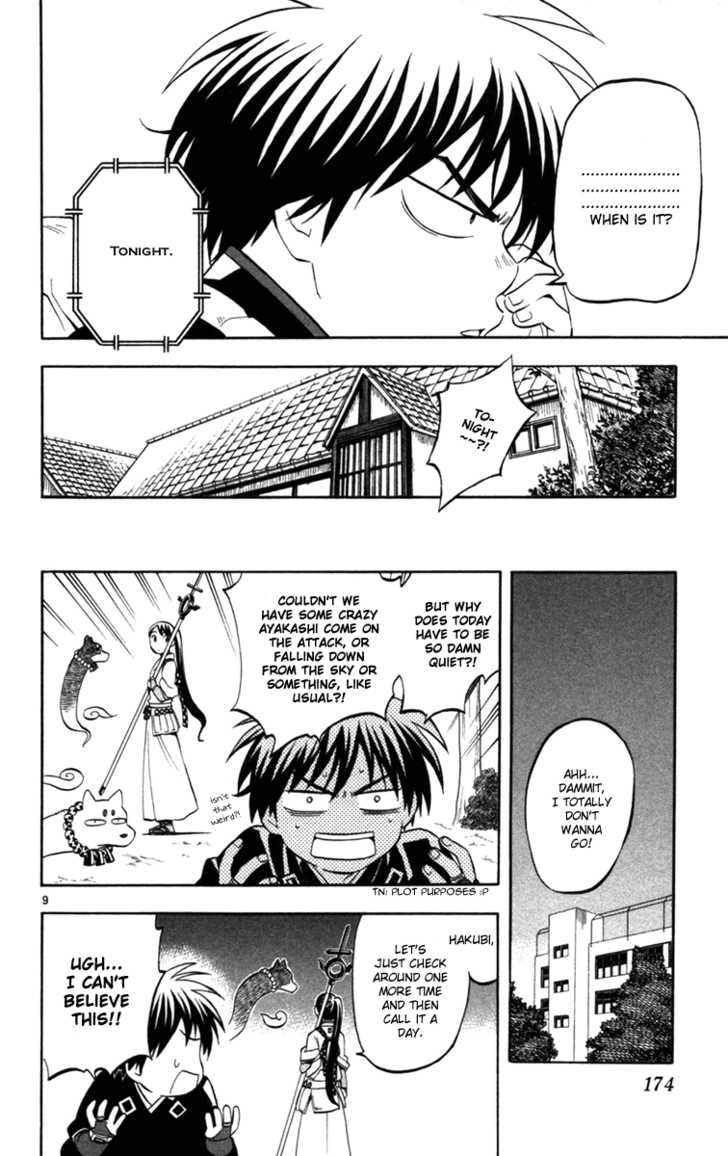 ...................
...................
...................
WHEN IS IT?
TONIGHT.
TO-
NIGHT
~~?!
AHH...
DAMMIT,
I TOTALLY
DON'T
WANNA
GO!
BUT WHY
DOES TODAY
HAVE TO BE
SO DAMN
QUIET?!
COULDN'T WE
HAVE SOME CRAZY
AYAKASHI COME ON
THE ATTACK, OR
FALLING DOWN
FROM THE SKY OR
SOMETHING, LIKE
USUAL?!
isn't
that
weird?!
TN: PLOT PURPOSES :P
9
HAKUBI,
LET'S
JUST CHECK
AROUND ONE
MORE TIME
AND THEN
CALL IT A
DAY.
UGH...
I CAN'T
BELIEVE
THIS!!
174